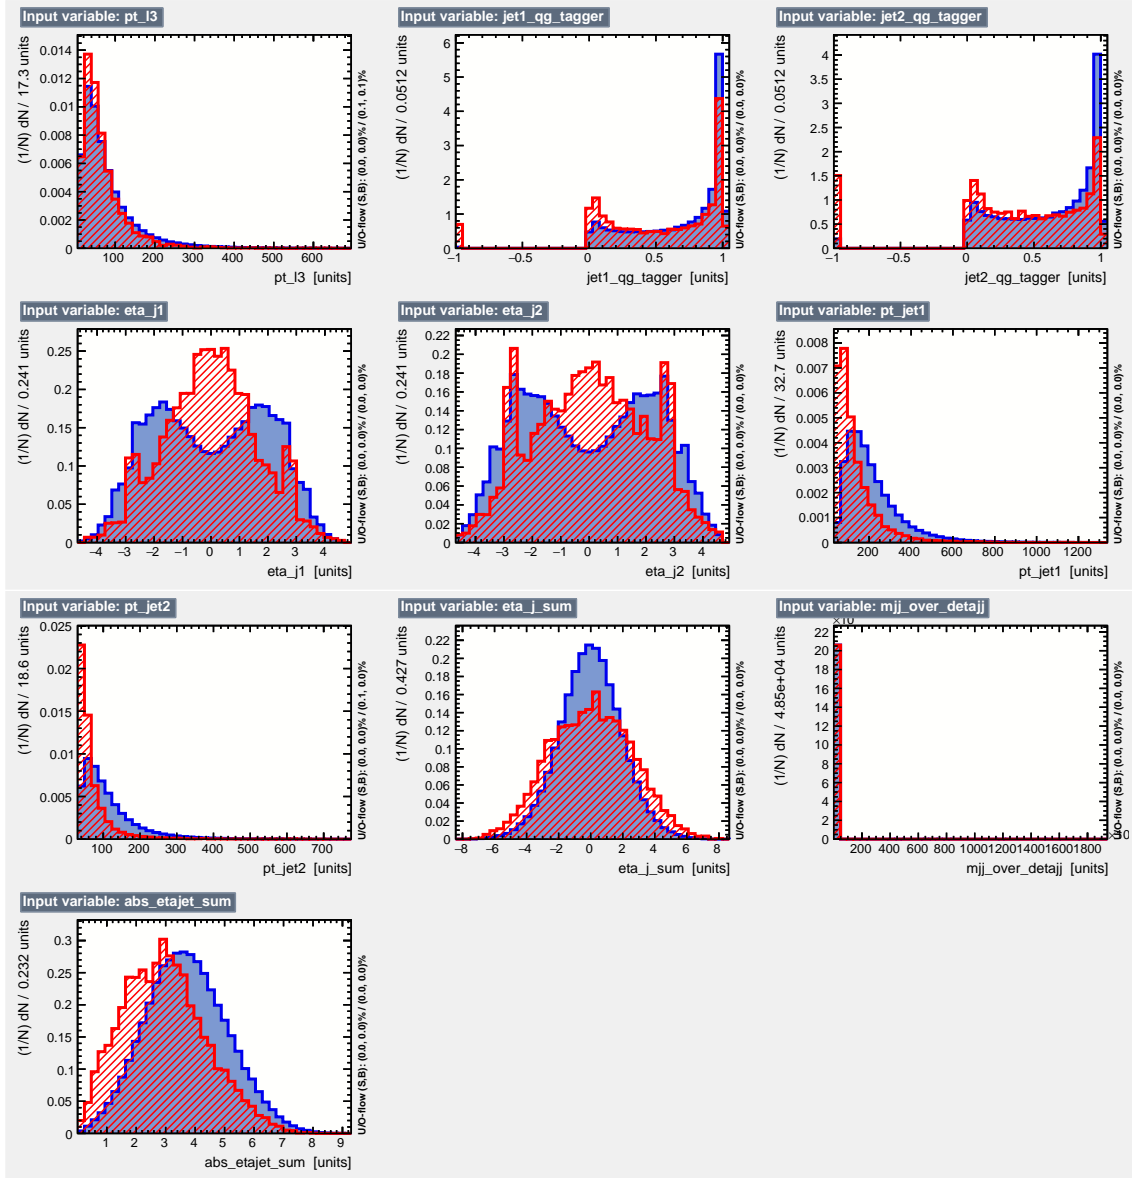 Input variable: pt_l3
(1/N) dN / 17.3 units
0.014
0.012
0.01
0.008
0.006
0.004
0.002
0
100 200 300 400 500 600
pt_l3 [units]
U/O-flow (S,B): (0.0, 0.0)% / (0.1, 0.1)%
Input variable: jet1_qg_tagger
(1/N) dN / 0.0512 units
6
5
4
3
2
1
0
−1 −0.5 0 0.5 1
jet1_qg_tagger [units]
U/O-flow (S,B): (0.0, 0.0)% / (0.0, 0.0)%
Input variable: jet2_qg_tagger
(1/N) dN / 0.0512 units
4
3.5
3
2.5
2
1.5
1
0.5
0
−1 −0.5 0 0.5 1
jet2_qg_tagger [units]
U/O-flow (S,B): (0.0, 0.0)% / (0.0, 0.0)%
Input variable: eta_j1
(1/N) dN / 0.241 units
0.25
0.2
0.15
0.1
0.05
0
−4 −3 −2 −1 0 1 2 3 4
eta_j1 [units]
U/O-flow (S,B): (0.0, 0.0)% / (0.0, 0.0)%
Input variable: eta_j2
(1/N) dN / 0.241 units
0.22
0.2
0.18
0.16
0.14
0.12
0.1
0.08
0.06
0.04
0.02
0
−4 −3 −2 −1 0 1 2 3 4
eta_j2 [units]
U/O-flow (S,B): (0.0, 0.0)% / (0.0, 0.0)%
Input variable: pt_jet1
(1/N) dN / 32.7 units
0.008
0.007
0.006
0.005
0.004
0.003
0.002
0.001
0
200 400 600 800 1000 1200
pt_jet1 [units]
U/O-flow (S,B): (0.0, 0.0)% / (0.0, 0.0)%
Input variable: pt_jet2
(1/N) dN / 18.6 units
0.025
0.02
0.015
0.01
0.005
0
100 200 300 400 500 600 700
pt_jet2 [units]
U/O-flow (S,B): (0.0, 0.0)% / (0.1, 0.0)%
Input variable: eta_j_sum
(1/N) dN / 0.427 units
0.22
0.2
0.18
0.16
0.14
0.12
0.1
0.08
0.06
0.04
0.02
0
−8 −6 −4 −2 0 2 4 6 8
eta_j_sum [units]
U/O-flow (S,B): (0.0, 0.0)% / (0.0, 0.0)%
Input variable: mjj_over_detajj
(1/N) dN / 4.85e+04 units
22
20
18
16
14
12
10
8
6
4
2
0
200 400 600 800 1000 1200 1400 1600 1800
mjj_over_detajj [units]
U/O-flow (S,B): (0.0, 0.0)% / (0.0, 0.0)%
Input variable: abs_etajet_sum
(1/N) dN / 0.232 units
0.3
0.25
0.2
0.15
0.1
0.05
0
1 2 3 4 5 6 7 8 9
abs_etajet_sum [units]
U/O-flow (S,B): (0.0, 0.0)% / (0.0, 0.0)%